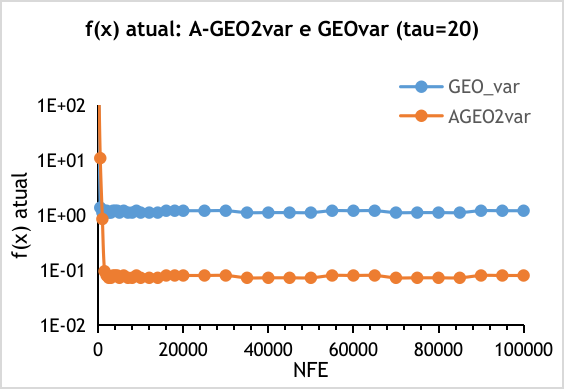 f(x) atual: A-GEO2var e GEOvar (tau=20)
GEO_var
AGEO2var
1E+02
1E+01
1E+00
1E-01
1E-02
f(x) atual
0 20000 40000 60000 80000 100000
NFE